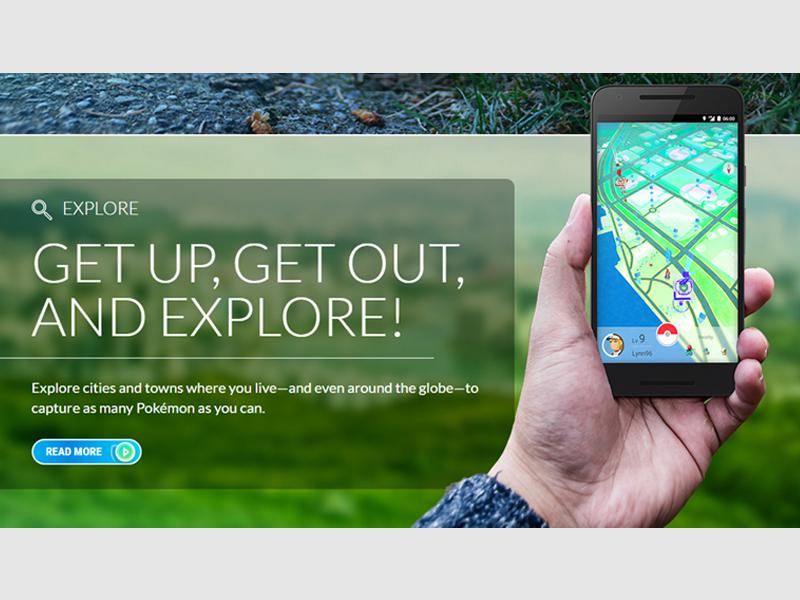 EXPLORE
GET UP, GET OUT,
AND EXPLORE!
Explore cities and towns where you live—and even around the globe—to
capture as many Pokémon as you can.
READ MORE
06:00
Lv.9
Lynn96